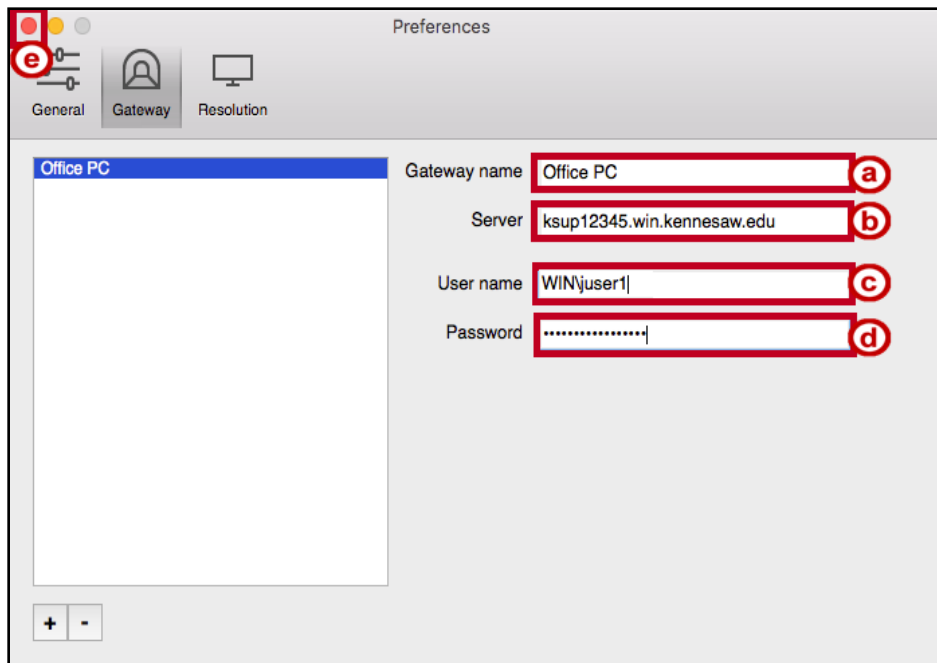 Preferences
e
General Gateway Resolution
Office PC
Gateway name Office PC a
Server ksup12345.win.kennesaw.edu b
User name WIN\juser1 c
Password ••••••••••••••••• d
+ -